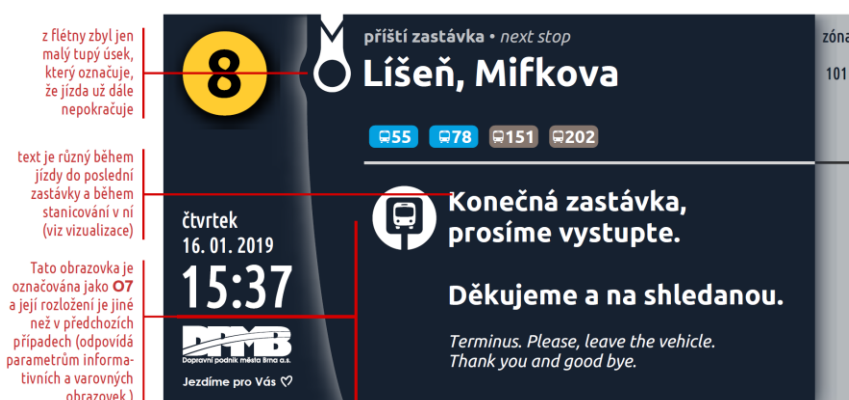 z flétny zbyl jen
malý tupý úsek,
který označuje,
že jízda už dále
nepokračuje
text je různý během
jízdy do poslední
zastávky a během
stanicování v ní
(viz vizualizace)
Tato obrazovka je
označována jako O7
a její rozložení je jiné
než v předchozích
případech (odpovídá
parametrům informa-
tivních a varovných
obrazovek.)
8
příští zastávka • next stop
Líšeň, Mifkova
55 78 151 202
zóna
101
Konečná zastávka,
prosíme vystupte.
Děkujeme a na shledanou.
Terminus. Please, leave the vehicle.
Thank you and good bye.
čtvrtek
16. 01. 2019
15:37
DPMB
Dopravní podnik města Brna a.s.
Jezdíme pro Vás ♡